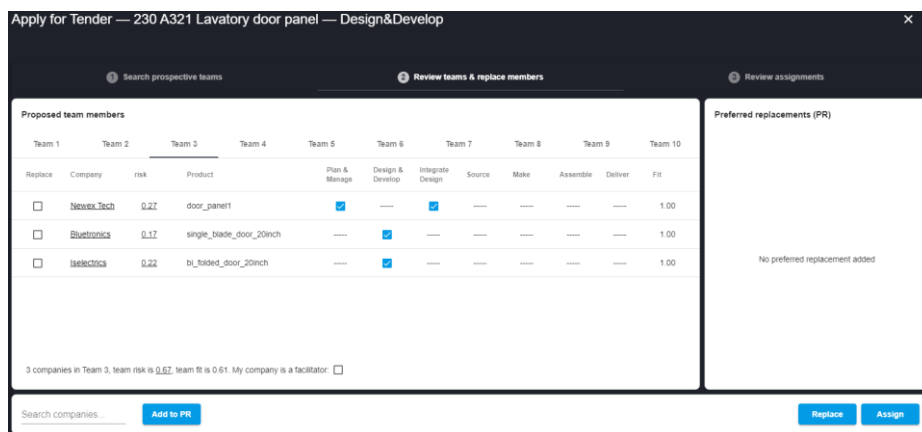 Apply for Tender — 230 A321 Lavatory door panel — Design&Develop ×
1 Search prospective teams 2 Review teams & replace members 3 Review assignments
Proposed team members
Team 1 Team 2 Team 3 Team 4 Team 5 Team 6 Team 7 Team 8 Team 9 Team 10
Replace Company risk Product Plan & Manage Design & Develop Integrate Design Source Make Assemble Deliver Fit
Newex Tech 0.27 door_panel1 ----- ----- ----- ----- ----- 1.00
Bluetronics 0.17 single_blade_door_20inch ----- ----- ----- ----- ----- ----- 1.00
Iselectrics 0.22 bi_folded_door_20inch ----- ----- ----- ----- ----- ----- 1.00
3 companies in Team 3, team risk is 0.67, team fit is 0.61. My company is a facilitator:
Preferred replacements (PR)
No preferred replacement added
Search companies... Add to PR Replace Assign